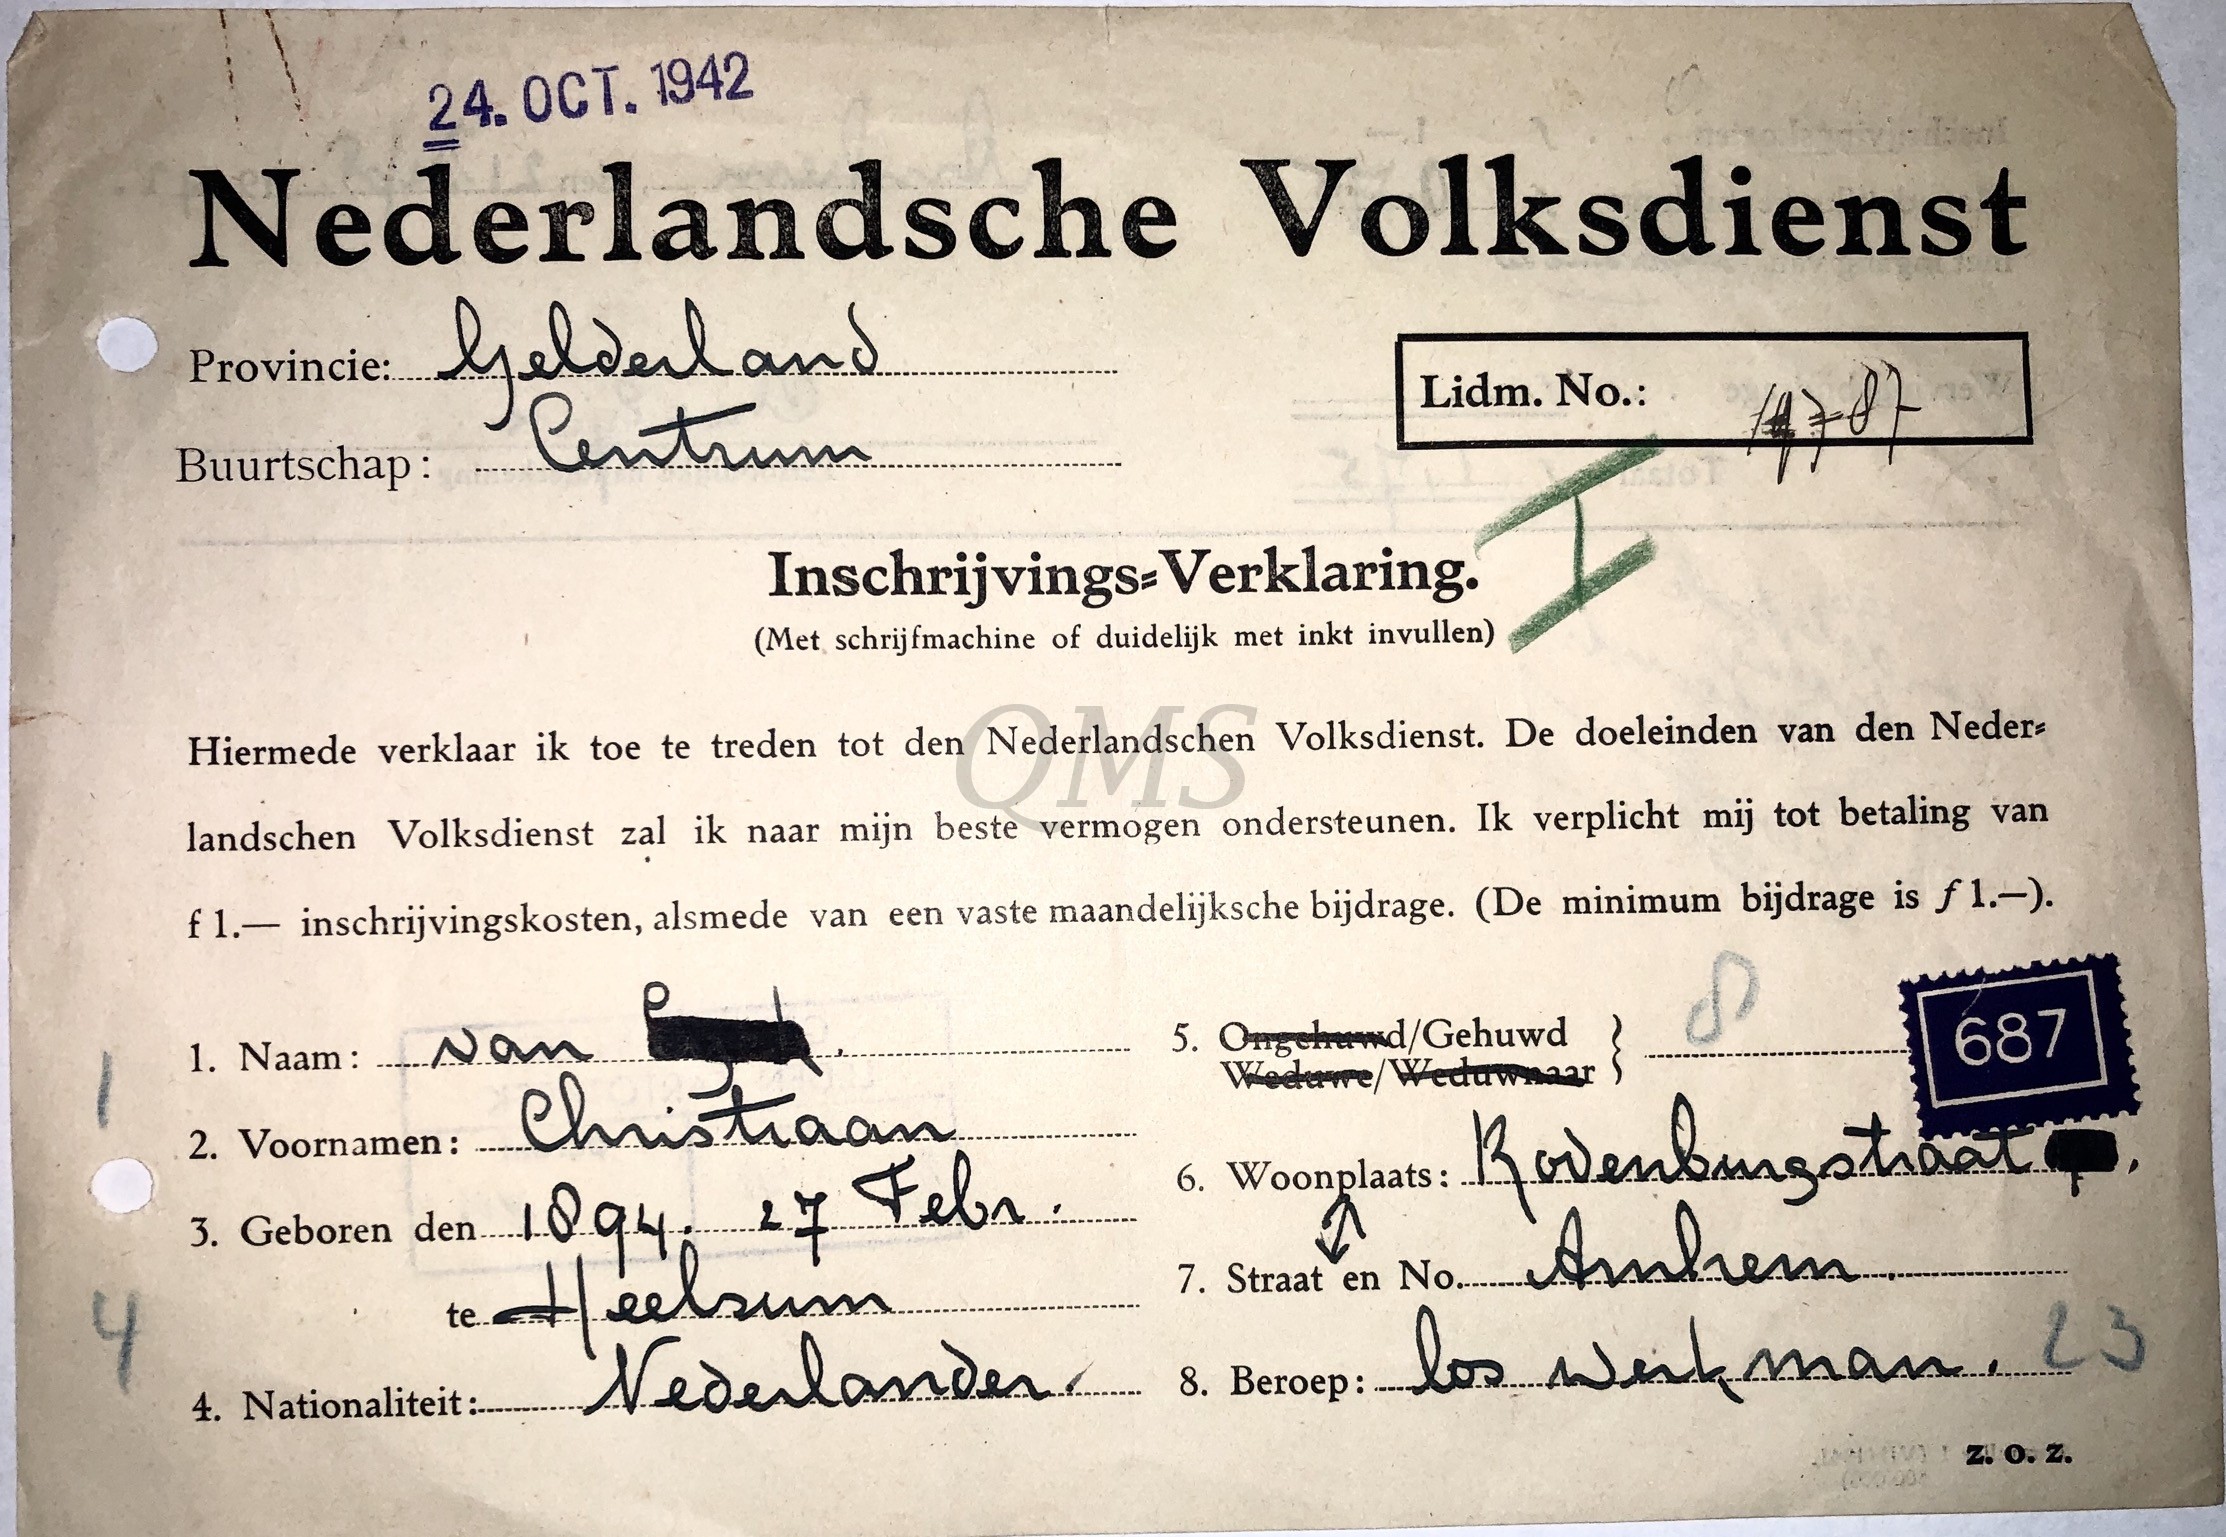 24. OCT. 1942
Nederlandsche Volksdienst
Provincie: Gelderland
Buurtschap: Centrum
Lidm. No.:
I
Inschrijvings-Verklaring.
(Met schrijfmachine of duidelijk met inkt invullen)
QMS
Hiermede verklaar ik toe te treden tot den Nederlandschen Volksdienst. De doeleinden van den Neder-
landschen Volksdienst zal ik naar mijn beste vermogen ondersteunen. Ik verplicht mij tot betaling van
f 1.— inschrijvingskosten, alsmede van een vaste maandelijksche bijdrage. (De minimum bijdrage is f 1.—).
1. Naam: van
2. Voornamen: Christiaan
3. Geboren den 1894. 27 Febr.
te Heelsum
4. Nationaliteit: Nederlander.
1
4
5. Ongehuwd/Gehuwd
Weduwe/Weduwnaar
8
687
6. Woonplaats: Rodenburgstraat
7. Straat en No. Arnhem.
8. Beroep: los werkman. 23
z. o. z.